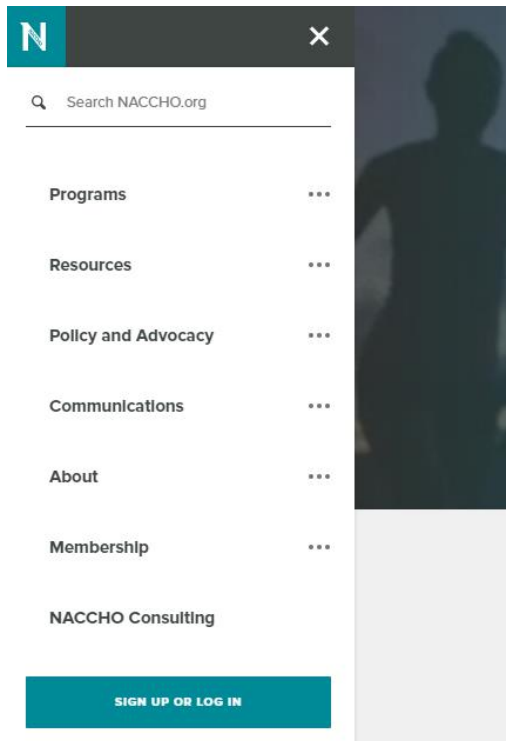 N
Search NACCHO.org
Programs
Resources
Policy and Advocacy
Communications
About
Membership
NACCHO Consulting
SIGN UP OR LOG IN